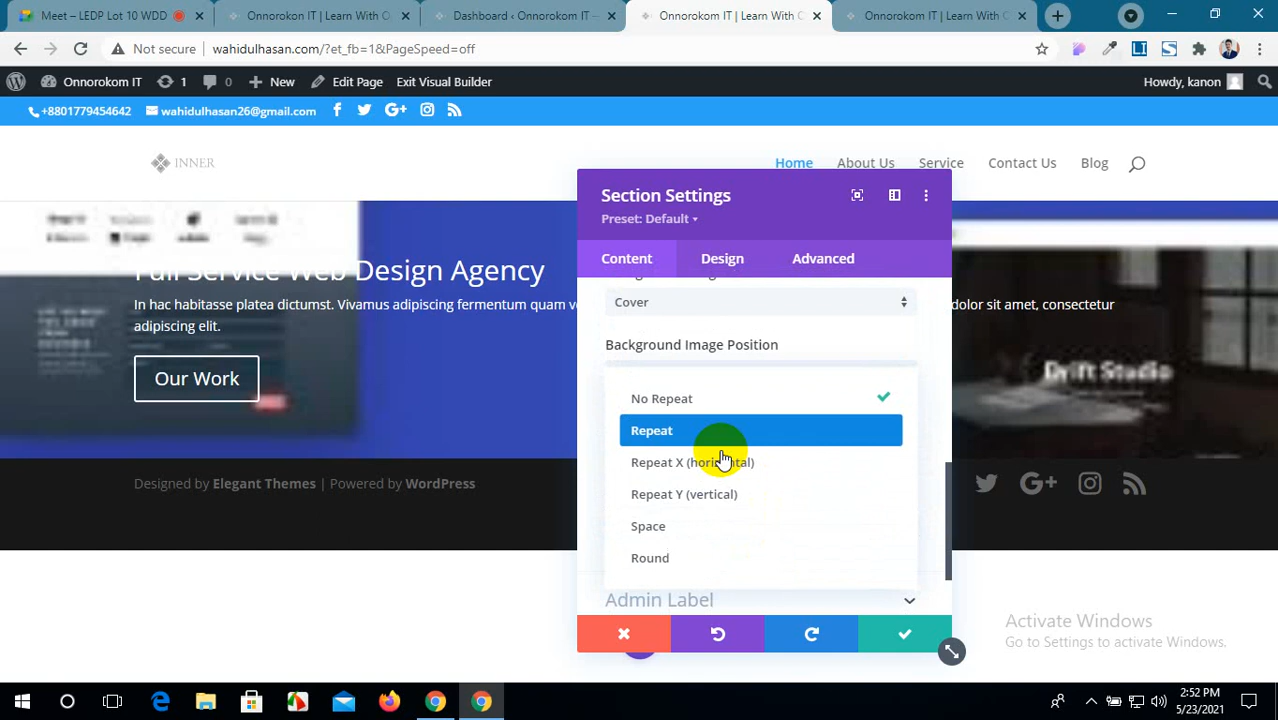 Meet – LEDP Lot 10 WDD
Onnorokom IT | Learn With O
Dashboard ‹ Onnorokom IT —
Onnorokom IT | Learn With O
Onnorokom IT | Learn With O
Not secure
wahidulhasan.com/?et_fb=1&PageSpeed=off
Onnorokom IT
1
0
New
Edit Page
Exit Visual Builder
Howdy, kanon
+8801779454642
wahidulhasan26@gmail.com
INNER
Home
About Us
Service
Contact Us
Blog
Section Settings
Preset: Default
Content
Design
Advanced
Cover
Background Image Position
No Repeat
Repeat
Repeat X (horizontal)
Repeat Y (vertical)
Space
Round
Admin Label
Full Service Web Design Agency
In hac habitasse platea dictumst. Vivamus adipiscing fermentum quam
dolor sit amet, consectetur
adipiscing elit.
Our Work
Drift Studio
Designed by Elegant Themes | Powered by WordPress
Activate Windows
Go to Settings to activate Windows.
2:52 PM
5/23/2021